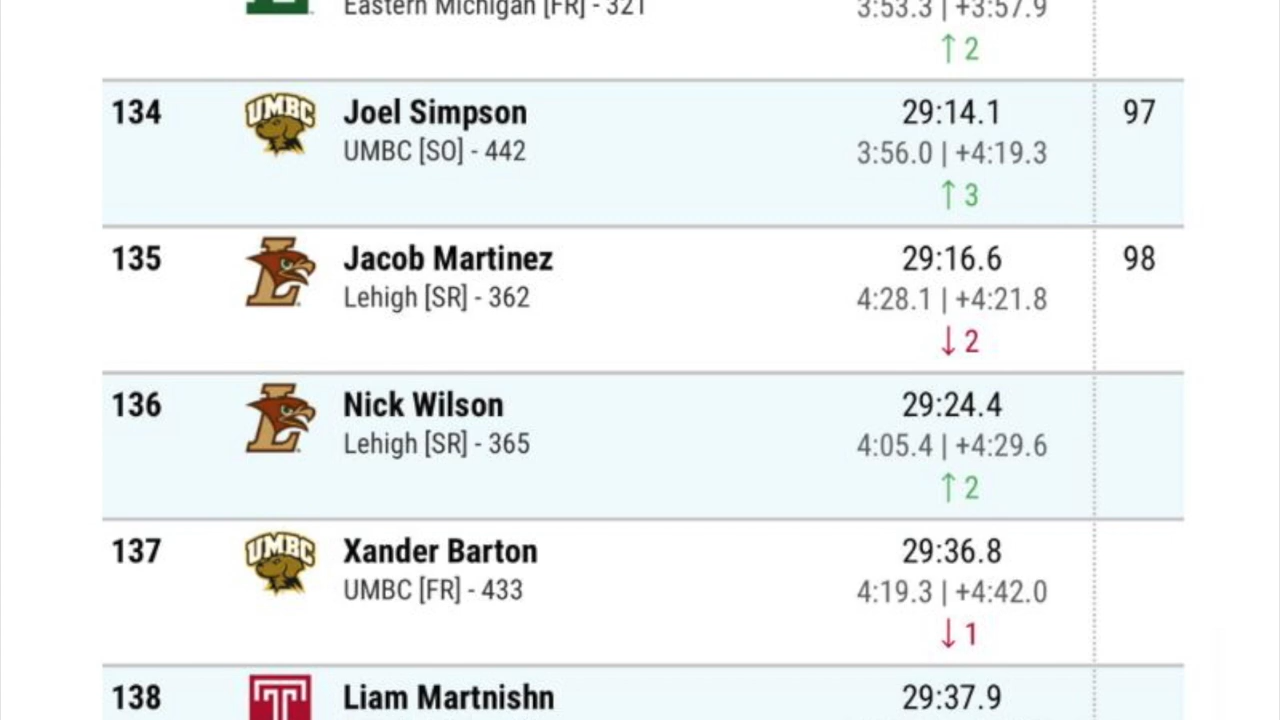 Eastern Michigan [FR] - 321
3:53.3 | +3:57.9
↑ 2
134
UMBC
Joel Simpson
29:14.1
97
UMBC [SO] - 442
3:56.0 | +4:19.3
↑ 3
135
L
Jacob Martinez
29:16.6
98
Lehigh [SR] - 362
4:28.1 | +4:21.8
↓ 2
136
L
Nick Wilson
29:24.4
Lehigh [SR] - 365
4:05.4 | +4:29.6
↑ 2
137
UMBC
Xander Barton
29:36.8
UMBC [FR] - 433
4:19.3 | +4:42.0
↓ 1
138
T
Liam Martnishn
29:37.9